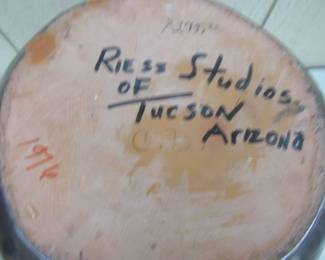 Riess Studios
OF
Tucson
Arizona
1976